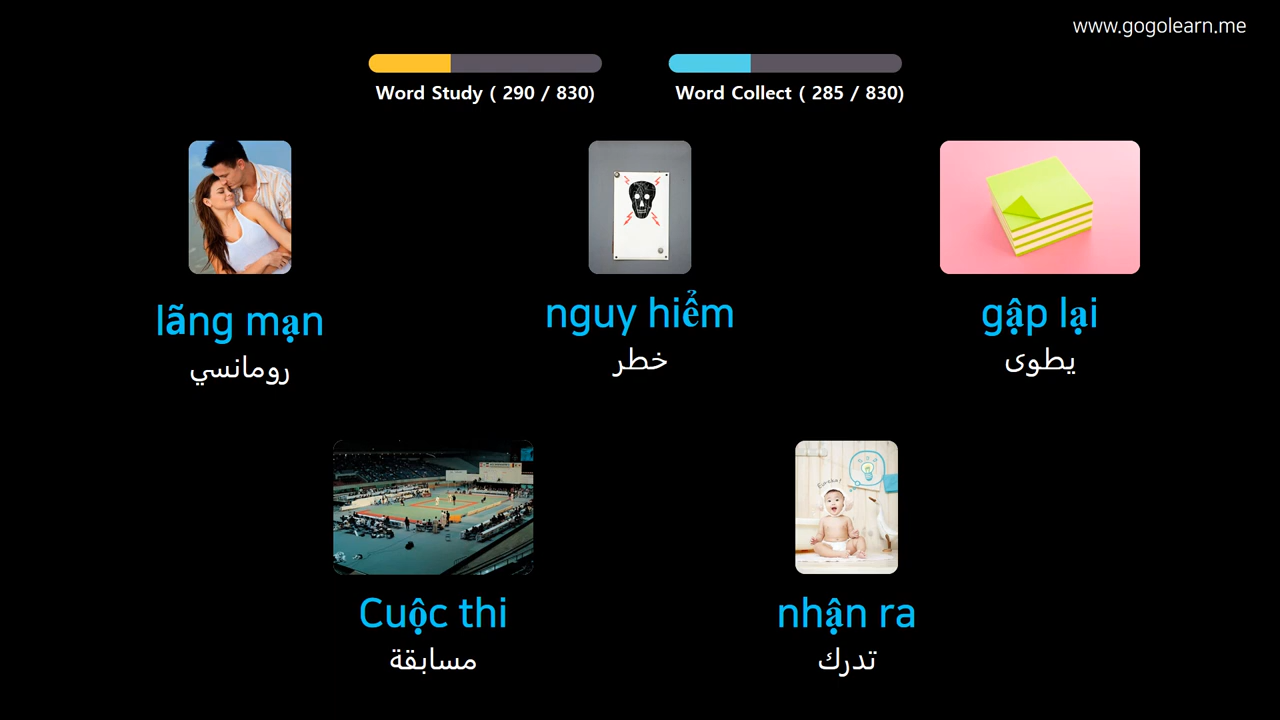 www.gogolearn.me
Word Study ( 290 / 830)
Word Collect ( 285 / 830)
lãng mạn
رومانسي
nguy hiểm
خطر
gập lại
يطوى
Cuộc thi
مسابقة
nhận ra
تدرك